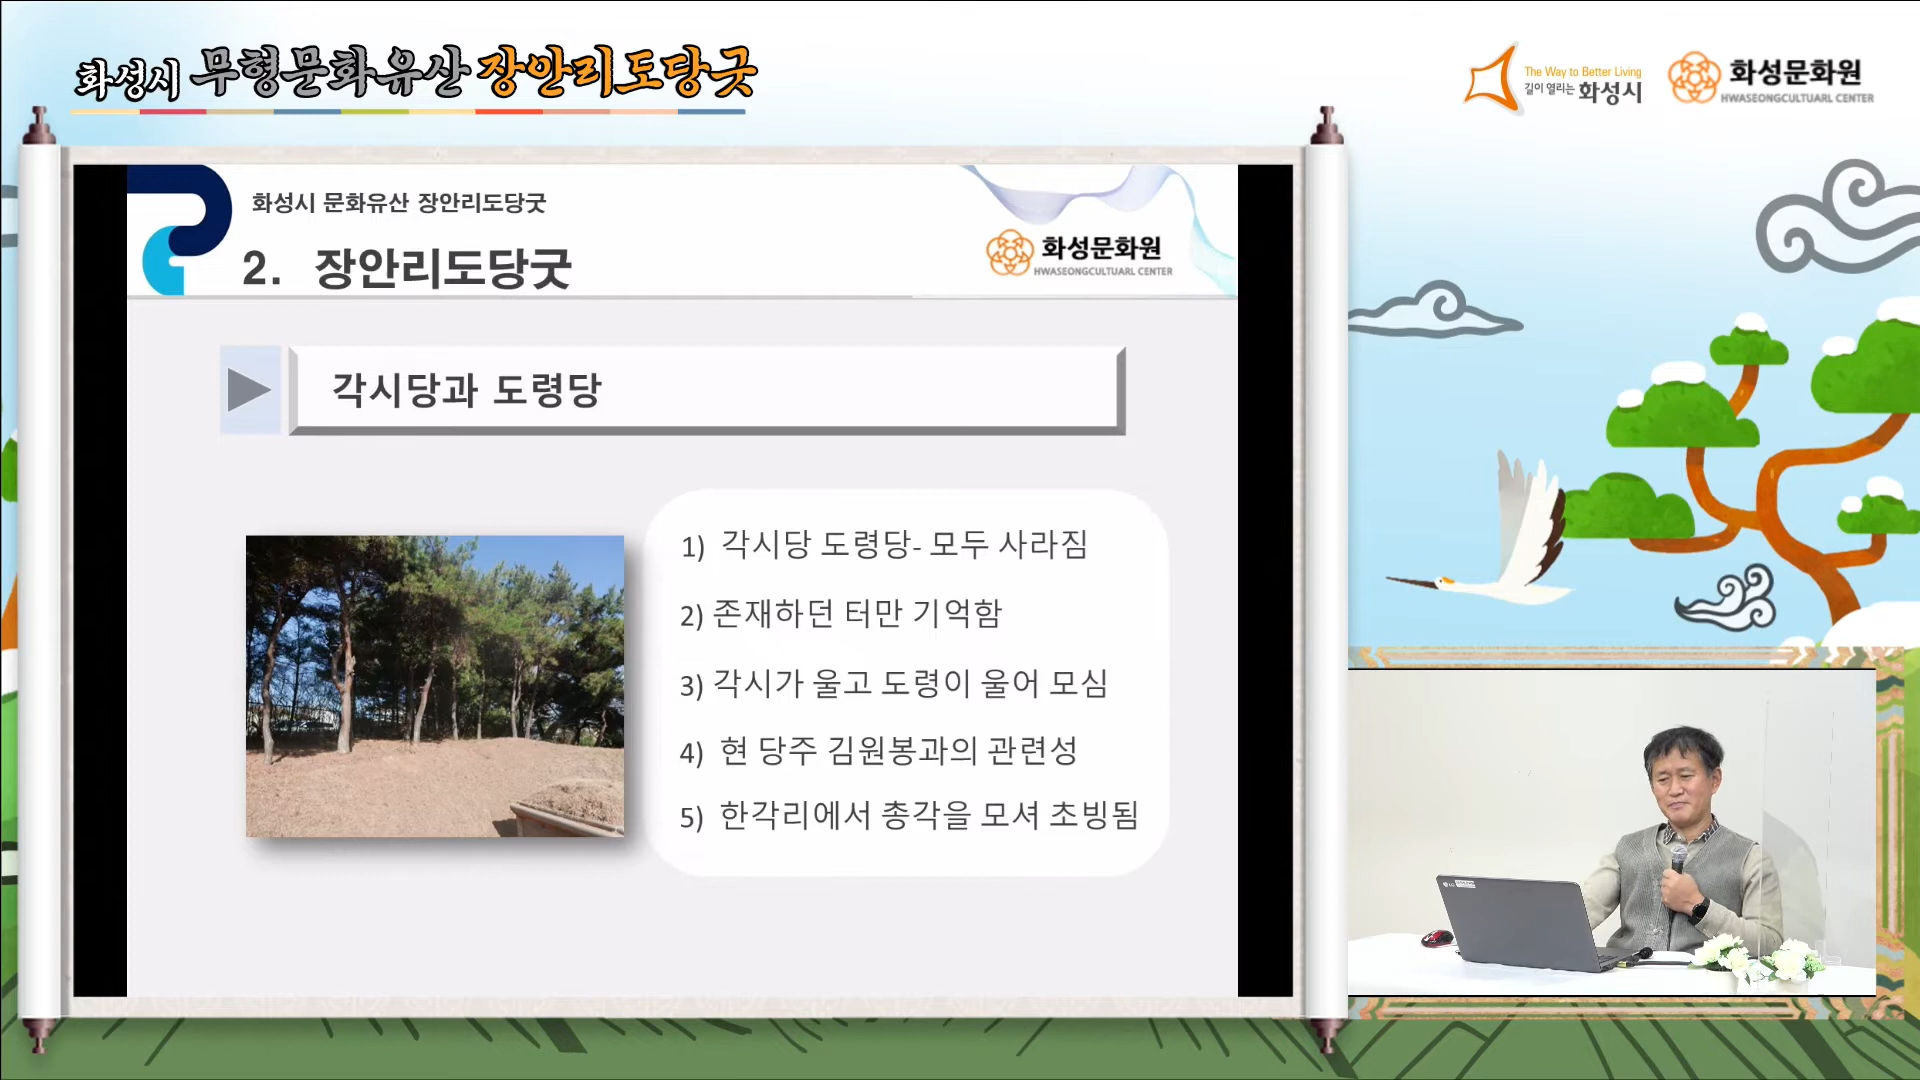 화성시 무형문화유산 장안리도당굿
The Way to Better Living
길이 열리는 화성시
화성문화원
HWASEONGCULTUARL CENTER
화성시 문화유산 장안리도당굿
2. 장안리도당굿
화성문화원
HWASEONGCULTUARL CENTER
각시당과 도령당
1) 각시당 도령당- 모두 사라짐
2) 존재하던 터만 기억함
3) 각시가 울고 도령이 울어 모심
4) 현 당주 김원봉과의 관련성
5) 한각리에서 총각을 모셔 초빙됨